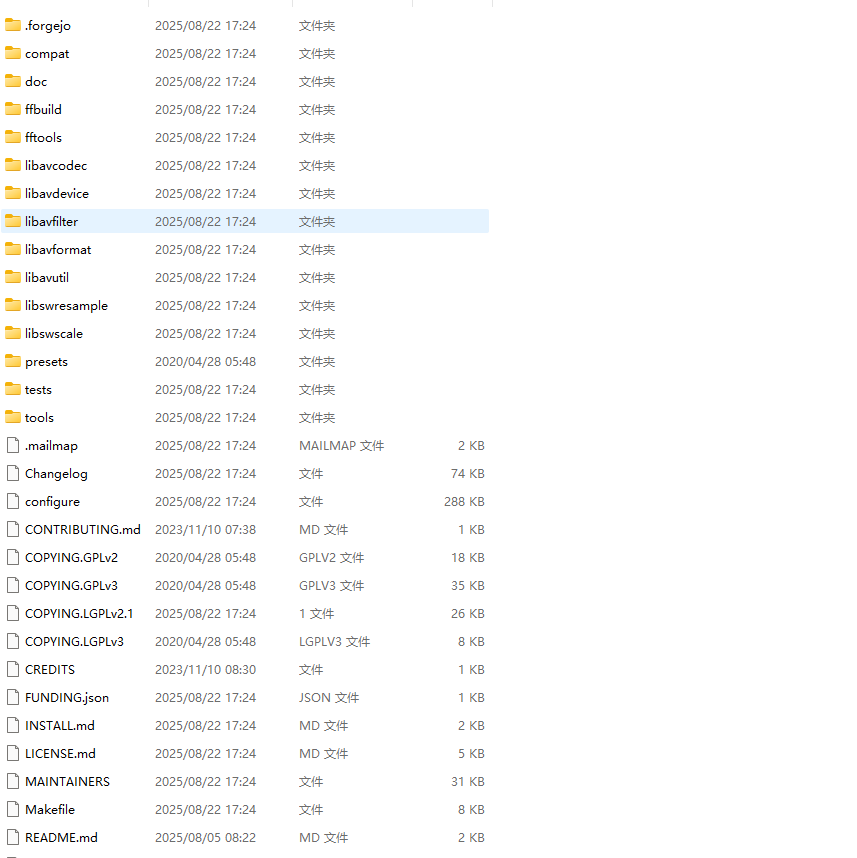 .forgejo 2025/08/22 17:24 文件夹
compat 2025/08/22 17:24 文件夹
doc 2025/08/22 17:24 文件夹
ffbuild 2025/08/22 17:24 文件夹
fftools 2025/08/22 17:24 文件夹
libavcodec 2025/08/22 17:24 文件夹
libavdevice 2025/08/22 17:24 文件夹
libavfilter 2025/08/22 17:24 文件夹
libavformat 2025/08/22 17:24 文件夹
libavutil 2025/08/22 17:24 文件夹
libswresample 2025/08/22 17:24 文件夹
libswscale 2025/08/22 17:24 文件夹
presets 2020/04/28 05:48 文件夹
tests 2025/08/22 17:24 文件夹
tools 2025/08/22 17:24 文件夹
.mailmap 2025/08/22 17:24 MAILMAP 文件 2 KB
Changelog 2025/08/22 17:24 文件 74 KB
configure 2025/08/22 17:24 文件 288 KB
CONTRIBUTING.md 2023/11/10 07:38 MD 文件 1 KB
COPYING.GPLv2 2020/04/28 05:48 GPLV2 文件 18 KB
COPYING.GPLv3 2020/04/28 05:48 GPLV3 文件 35 KB
COPYING.LGPLv2.1 2025/08/22 17:24 1 文件 26 KB
COPYING.LGPLv3 2020/04/28 05:48 LGPLV3 文件 8 KB
CREDITS 2023/11/10 08:30 文件 1 KB
FUNDING.json 2025/08/22 17:24 JSON 文件 1 KB
INSTALL.md 2025/08/22 17:24 MD 文件 2 KB
LICENSE.md 2025/08/22 17:24 MD 文件 5 KB
MAINTAINERS 2025/08/22 17:24 文件 31 KB
Makefile 2025/08/22 17:24 文件 8 KB
README.md 2025/08/05 08:22 MD 文件 2 KB